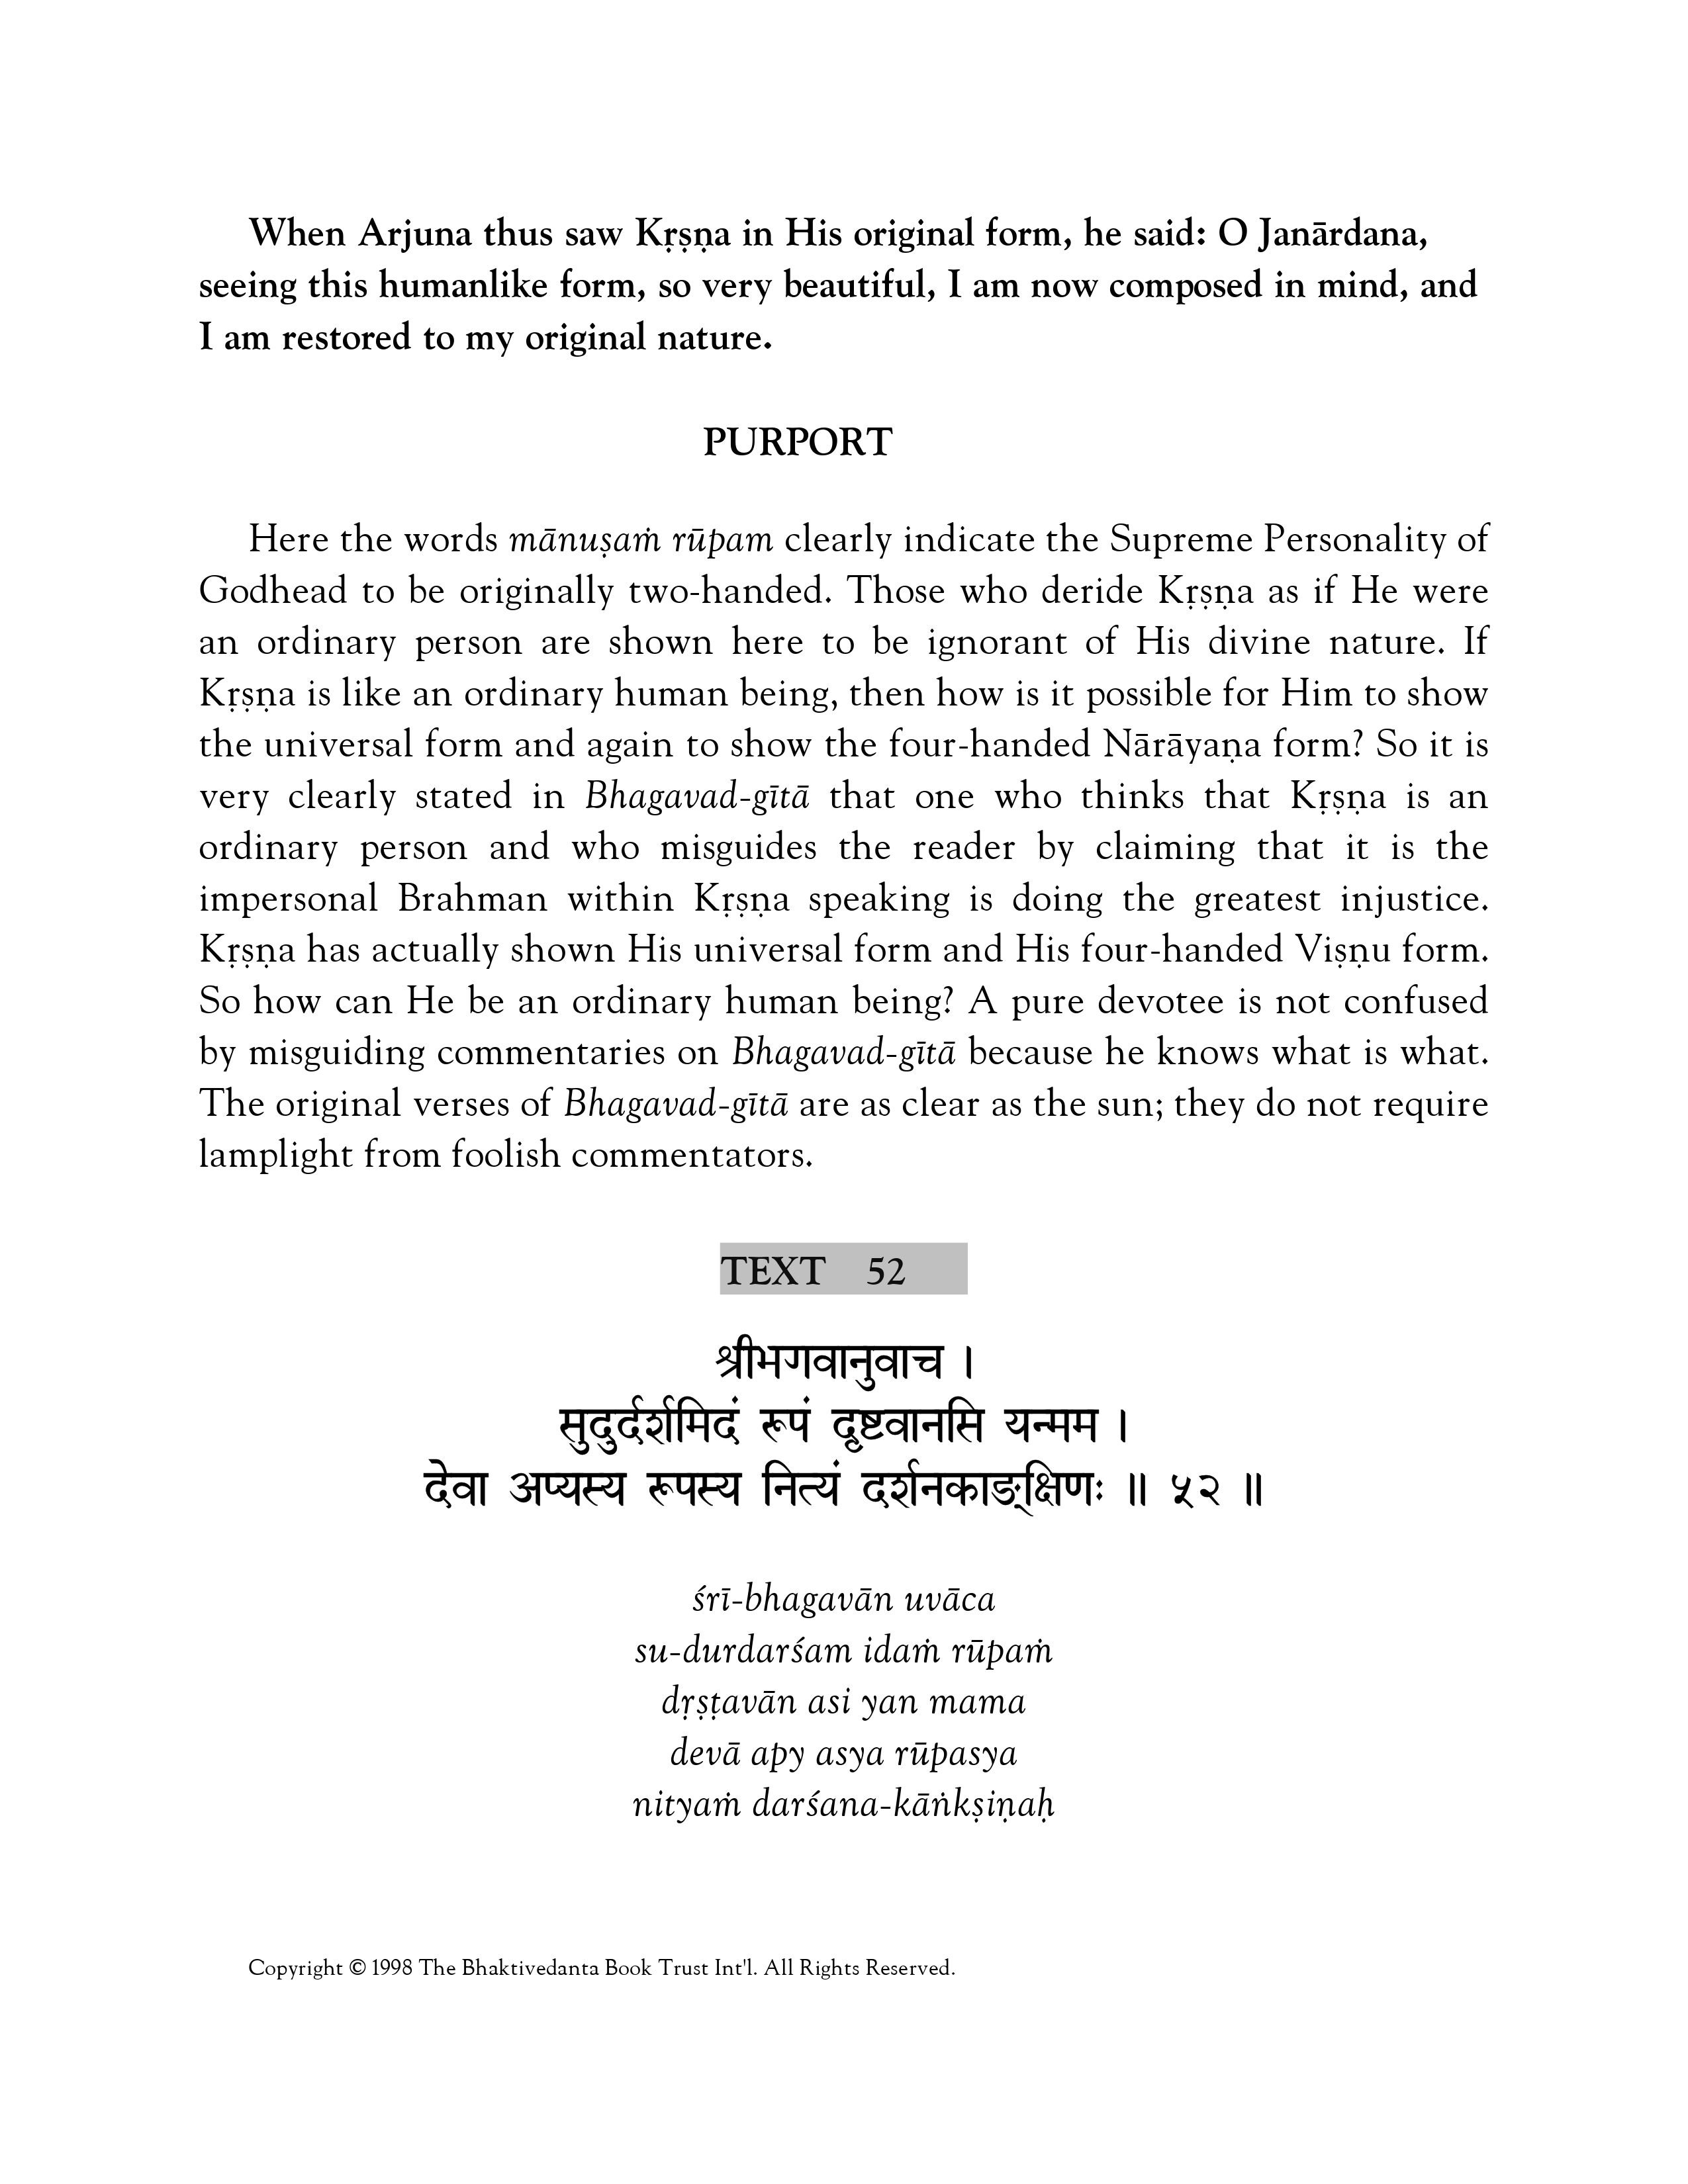 When Arjuna thus saw Kṛṣṇa in His original form, he said: O Janārdana,
seeing this humanlike form, so very beautiful, I am now composed in mind, and
I am restored to my original nature.
PURPORT
Here the words mānuṣaṁ rūpam clearly indicate the Supreme Personality of
Godhead to be originally two-handed. Those who deride Kṛṣṇa as if He were
an ordinary person are shown here to be ignorant of His divine nature. If
Kṛṣṇa is like an ordinary human being, then how is it possible for Him to show
the universal form and again to show the four-handed Nārāyaṇa form? So it is
very clearly stated in Bhagavad-gītā that one who thinks that Kṛṣṇa is an
ordinary person and who misguides the reader by claiming that it is the
impersonal Brahman within Kṛṣṇa speaking is doing the greatest injustice.
Kṛṣṇa has actually shown His universal form and His four-handed Viṣṇu form.
So how can He be an ordinary human being? A pure devotee is not confused
by misguiding commentaries on Bhagavad-gītā because he knows what is what.
The original verses of Bhagavad-gītā are as clear as the sun; they do not require
lamplight from foolish commentators.
TEXT 52
श्रीभगवानुवाच ।
सुदुर्दर्शमिदं रूपं दृष्टवानसि यन्मम ।
देवा अप्यस्य रूपस्य नित्यं दर्शनकाङ्क्षिणः ॥ ५२ ॥
śrī-bhagavān uvāca
su-durdarśam idaṁ rūpaṁ
dṛṣṭavān asi yan mama
devā apy asya rūpasya
nityaṁ darśana-kāṅkṣiṇaḥ
Copyright © 1998 The Bhaktivedanta Book Trust Int'l. All Rights Reserved.